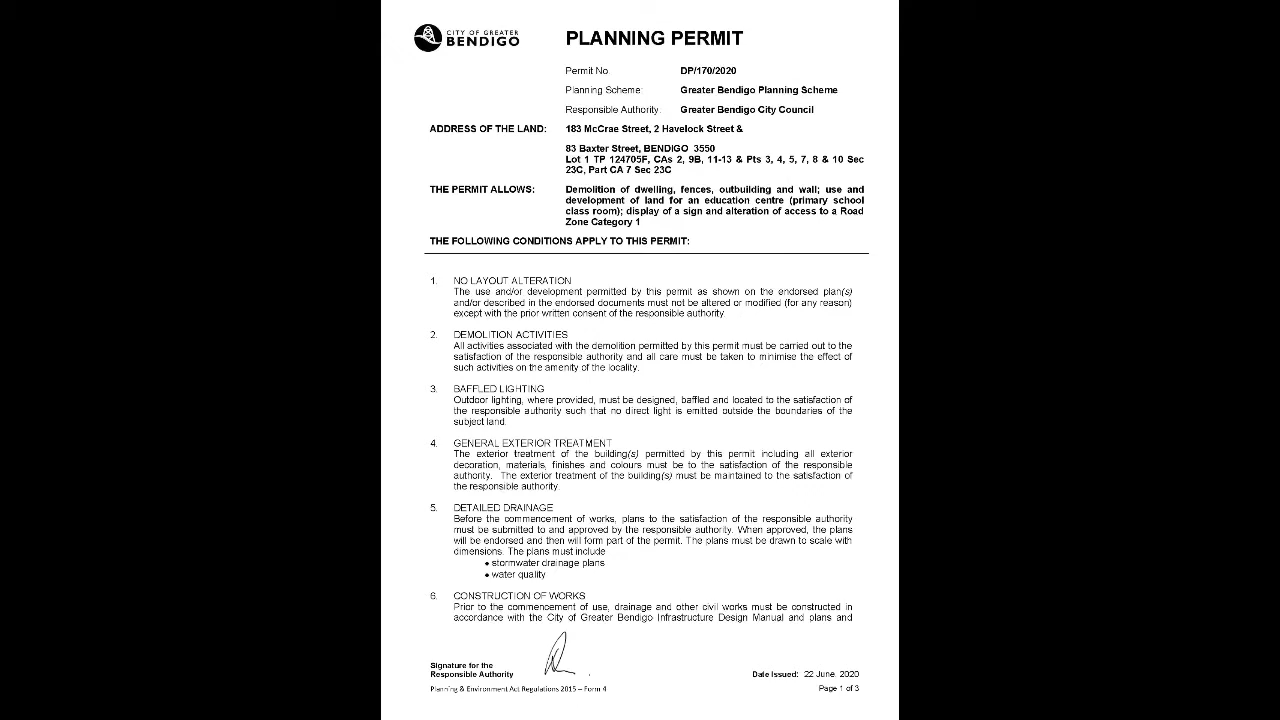 CITY OF GREATER
BENDIGO
PLANNING PERMIT
Permit No. DP/170/2020
Planning Scheme: Greater Bendigo Planning Scheme
Responsible Authority: Greater Bendigo City Council
ADDRESS OF THE LAND: 183 McCrae Street, 2 Havelock Street &
83 Baxter Street, BENDIGO 3550
Lot 1 TP 124705F, CAs 2, 9B, 11-13 & Pts 3, 4, 5, 7, 8 & 10 Sec
23C, Part CA 7 Sec 23C
THE PERMIT ALLOWS: Demolition of dwelling, fences, outbuilding and wall; use and
development of land for an education centre (primary school
class room); display of a sign and alteration of access to a Road
Zone Category 1
THE FOLLOWING CONDITIONS APPLY TO THIS PERMIT:
1. NO LAYOUT ALTERATION
The use and/or development permitted by this permit as shown on the endorsed plan(s)
and/or described in the endorsed documents must not be altered or modified (for any reason)
except with the prior written consent of the responsible authority.
2. DEMOLITION ACTIVITIES
All activities associated with the demolition permitted by this permit must be carried out to the
satisfaction of the responsible authority and all care must be taken to minimise the effect of
such activities on the amenity of the locality.
3. BAFFLED LIGHTING
Outdoor lighting, where provided, must be designed, baffled and located to the satisfaction of
the responsible authority such that no direct light is emitted outside the boundaries of the
subject land.
4. GENERAL EXTERIOR TREATMENT
The exterior treatment of the building(s) permitted by this permit including all exterior
decoration, materials, finishes and colours must be to the satisfaction of the responsible
authority. The exterior treatment of the building(s) must be maintained to the satisfaction of
the responsible authority.
5. DETAILED DRAINAGE
Before the commencement of works, plans to the satisfaction of the responsible authority
must be submitted to and approved by the responsible authority. When approved, the plans
will be endorsed and then will form part of the permit. The plans must be drawn to scale with
dimensions. The plans must include
• stormwater drainage plans
• water quality
6. CONSTRUCTION OF WORKS
Prior to the commencement of use, drainage and other civil works must be constructed in
accordance with the City of Greater Bendigo Infrastructure Design Manual and plans and
Signature for the
Responsible Authority
Date Issued: 22 June, 2020
Planning & Environment Act Regulations 2015 – Form 4
Page 1 of 3